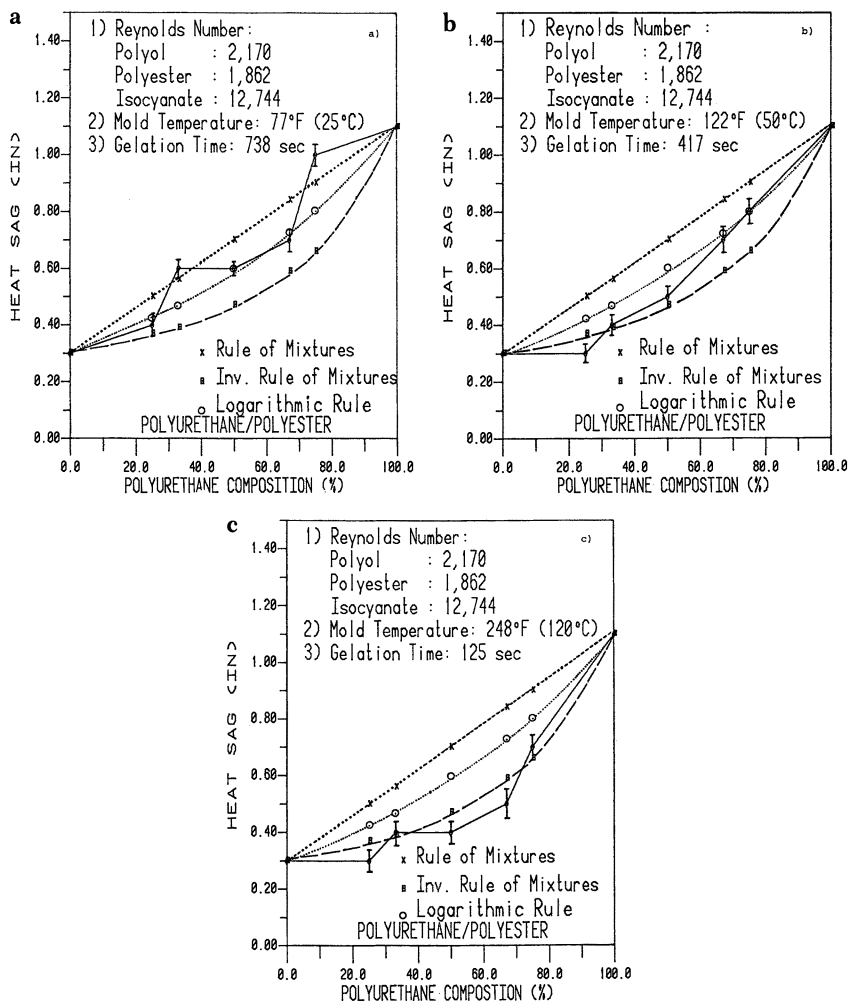 a
a)
1) Reynolds Number:
Polyol : 2,170
Polyester : 1,862
Isocyanate : 12,744
2) Mold Temperature: 77°F (25°C)
3) Gelation Time: 738 sec
HEAT SAG <IN>
1.40
1.20
1.00
0.80
0.60
0.40
0.20
0.00
x Rule of Mixtures
Inv. Rule of Mixtures
Logarithmic Rule
POLYURETHANE/POLYESTER
0.0 20.0 40.0 60.0 80.0 100.0
POLYURETHANE COMPOSITION (%)
b
b)
1) Reynolds Number :
Polyol : 2,170
Polyester : 1,862
Isocyanate : 12,744
2) Mold Temperature: 122°F (50°C)
3) Gelation Time: 417 sec
HEAT SAG <IN>
1.40
1.20
1.00
0.80
0.60
0.40
0.20
0.00
x Rule of Mixtures
Inv. Rule of Mixtures
Logarithmic Rule
POLYURETHANE/POLYESTER
0.0 20.0 40.0 60.0 80.0 100.0
POLYURETHANE COMPOSITION (%)
c
c)
1) Reynolds Number:
Polyol : 2,170
Polyester : 1,862
Isocyanate : 12,744
2) Mold Temperature: 248°F (120°C)
3) Gelation Time: 125 sec
HEAT SAG <IN>
1.40
1.20
1.00
0.80
0.60
0.40
0.20
0.00
x Rule of Mixtures
Inv. Rule of Mixtures
Logarithmic Rule
POLYURETHANE/POLYESTER
0.0 20.0 40.0 60.0 80.0 100.0
POLYURETHANE COMPOSTION (%)